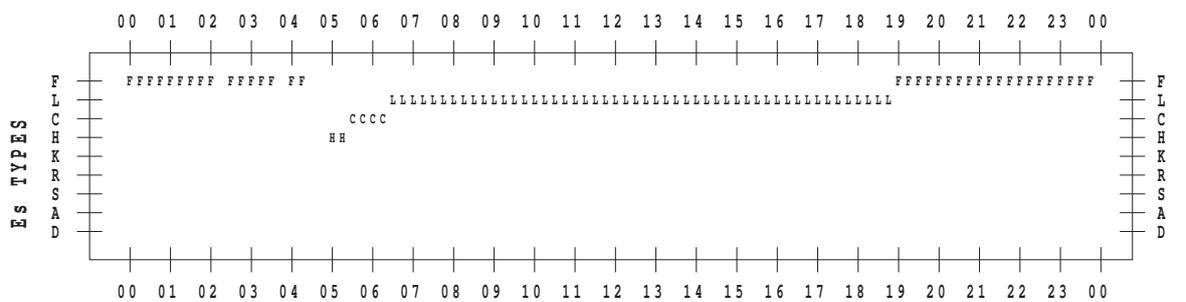 00 01 02 03 04 05 06 07 08 09 10 11 12 13 14 15 16 17 18 19 20 21 22 23 00
F FFFFFFFFF FFFFF FF FFFFFFFFFFFFFFFFFFFF F
L LLLLLLLLLLLLLLLLLLLLLLLLLLLLLLLLLLLLLLLLLLLLLLLLLL L
C CCCC C
H HH H
K K
R R
S S
A A
D D
Es TYPES
00 01 02 03 04 05 06 07 08 09 10 11 12 13 14 15 16 17 18 19 20 21 22 23 00